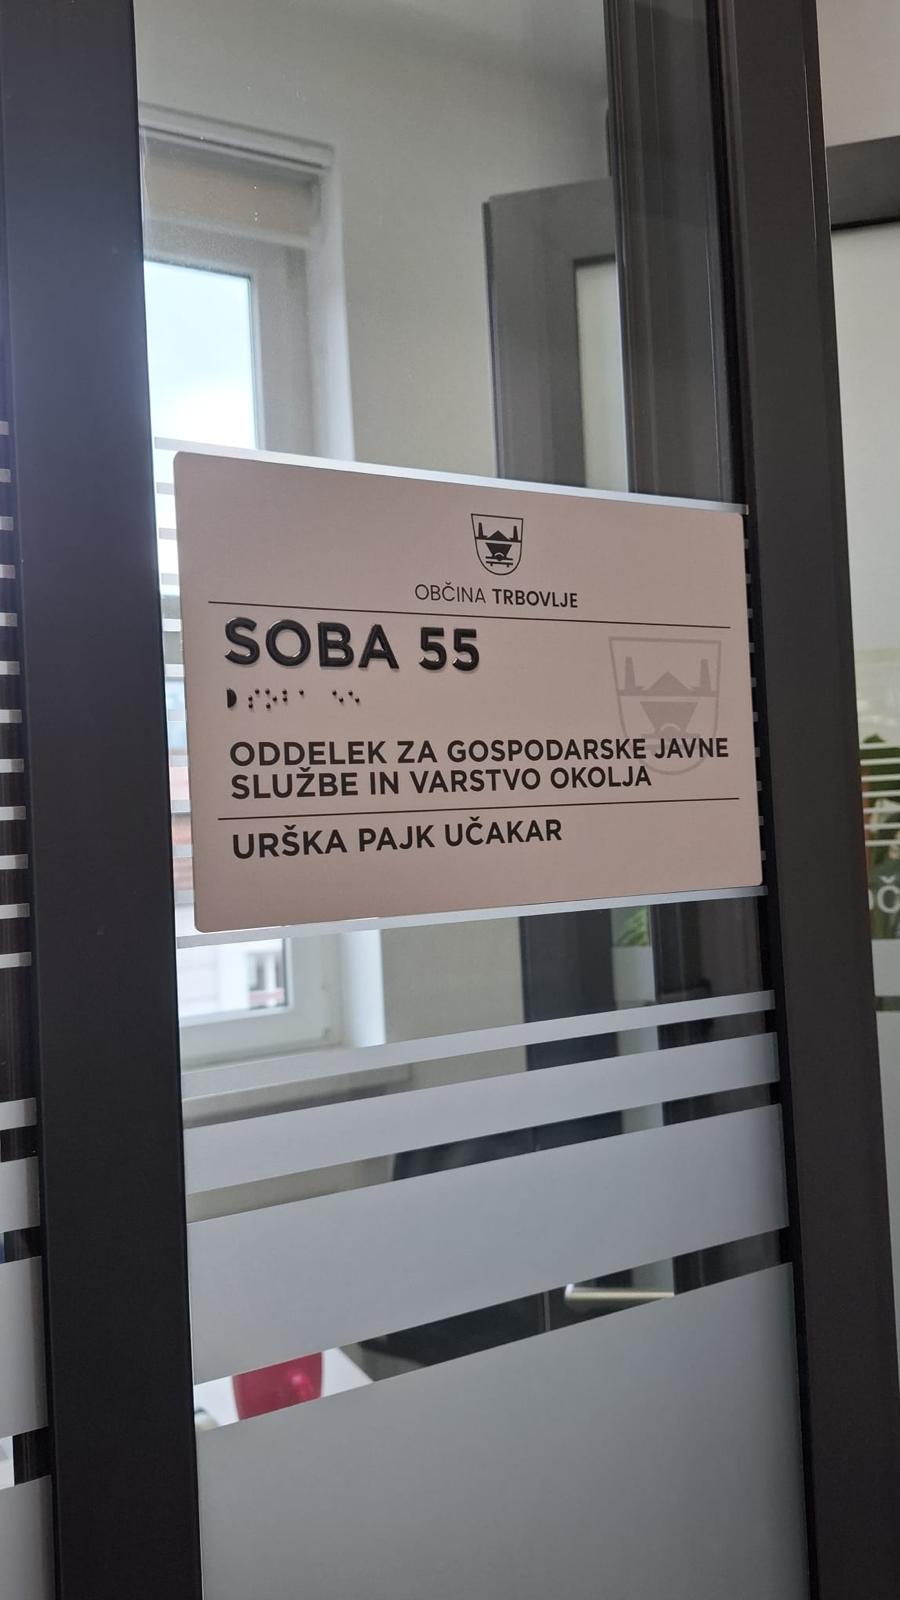 OBČINA TRBOVLJE
SOBA 55
ODDELEK ZA GOSPODARSKE JAVNE
SLUŽBE IN VARSTVO OKOLJA
URŠKA PAJK UČAKAR